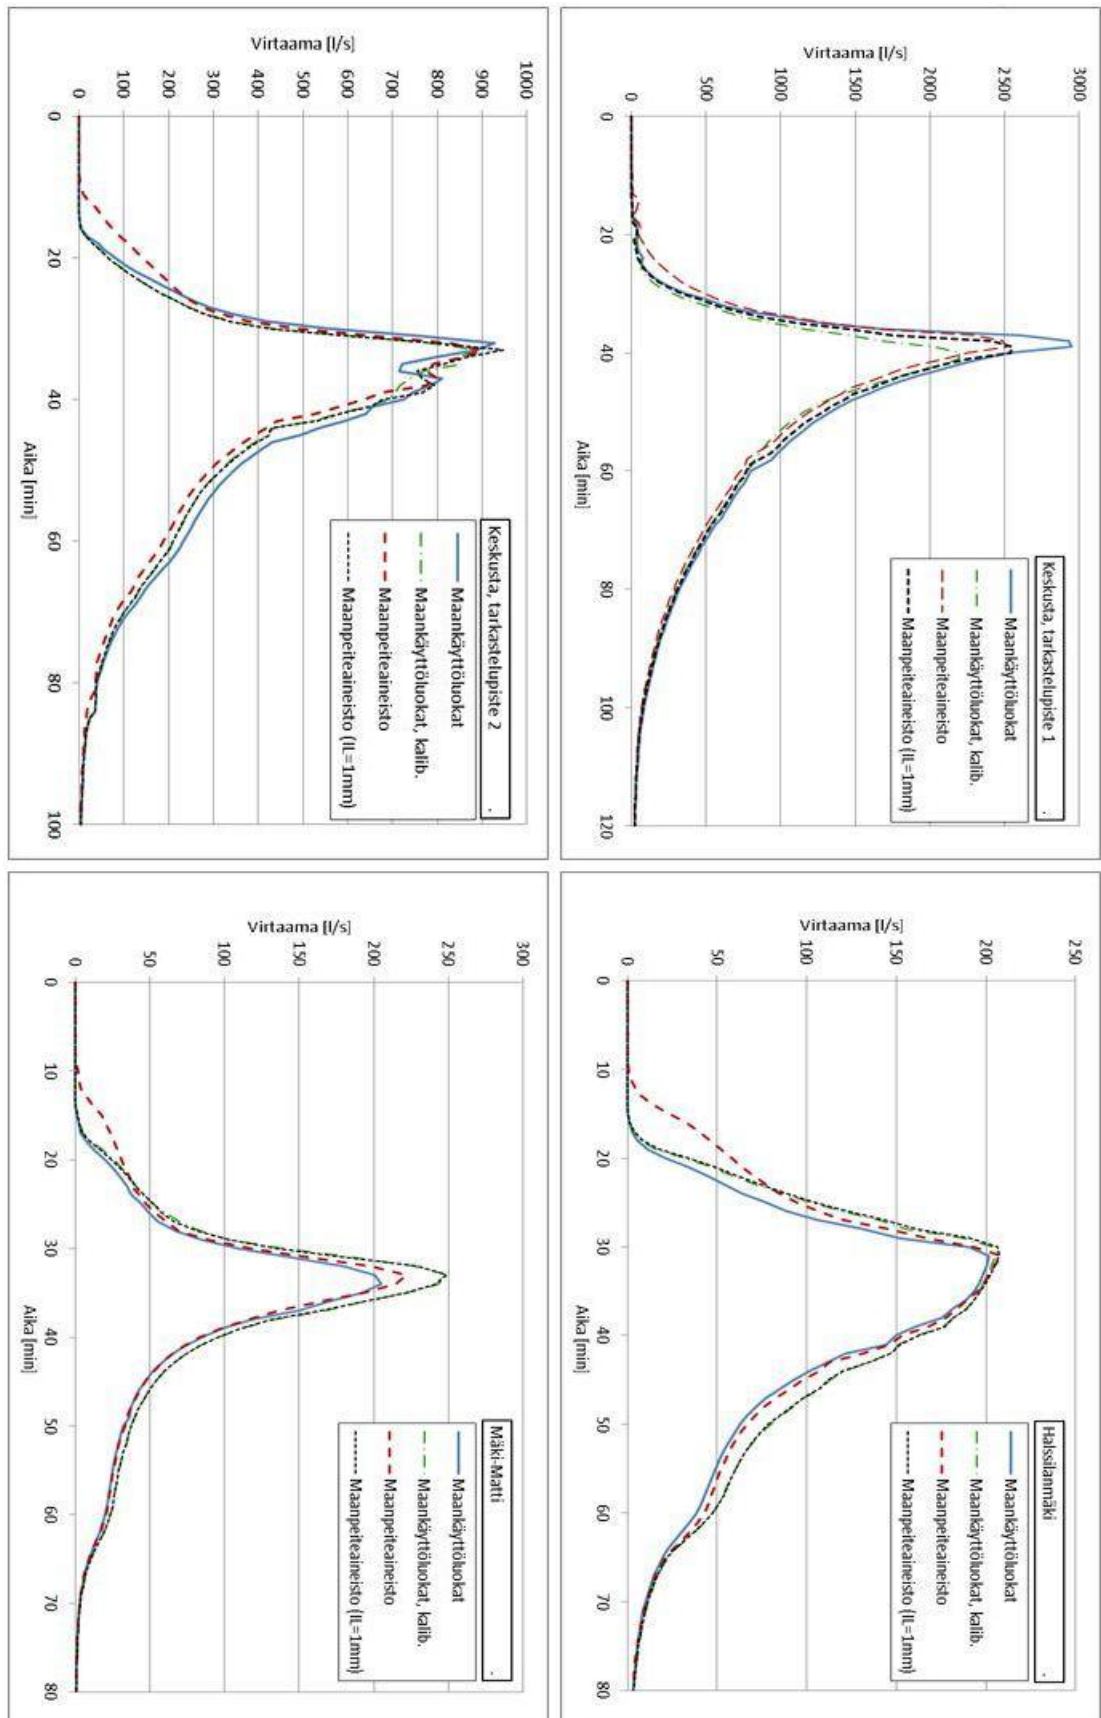 Keskusta, tarkastelupiste 1
Virtaama [l/s]
3000
2500
2000
1500
1000
500
0
0 20 40 60 80 100 120
Aika [min]
Maankäyttöluokat
Maankäyttöluokat, kalib.
Maanpeiteaineisto
Maanpeiteaineisto (IL=1mm)
Halssilanmäki
Virtaama [l/s]
250
200
150
100
50
0
0 10 20 30 40 50 60 70 80
Aika [min]
Maankäyttöluokat
Maankäyttöluokat, kalib.
Maanpeiteaineisto
Maanpeiteaineisto (IL=1mm)
Keskusta, tarkastelupiste 2
Virtaama [l/s]
1000
900
800
700
600
500
400
300
200
100
0
0 20 40 60 80 100
Aika [min]
Maankäyttöluokat
Maankäyttöluokat, kalib.
Maanpeiteaineisto
Maanpeiteaineisto (IL=1mm)
Mäki-Matti
Virtaama [l/s]
300
250
200
150
100
50
0
0 10 20 30 40 50 60 70 80
Aika [min]
Maankäyttöluokat
Maankäyttöluokat, kalib.
Maanpeiteaineisto
Maanpeiteaineisto (IL=1mm)